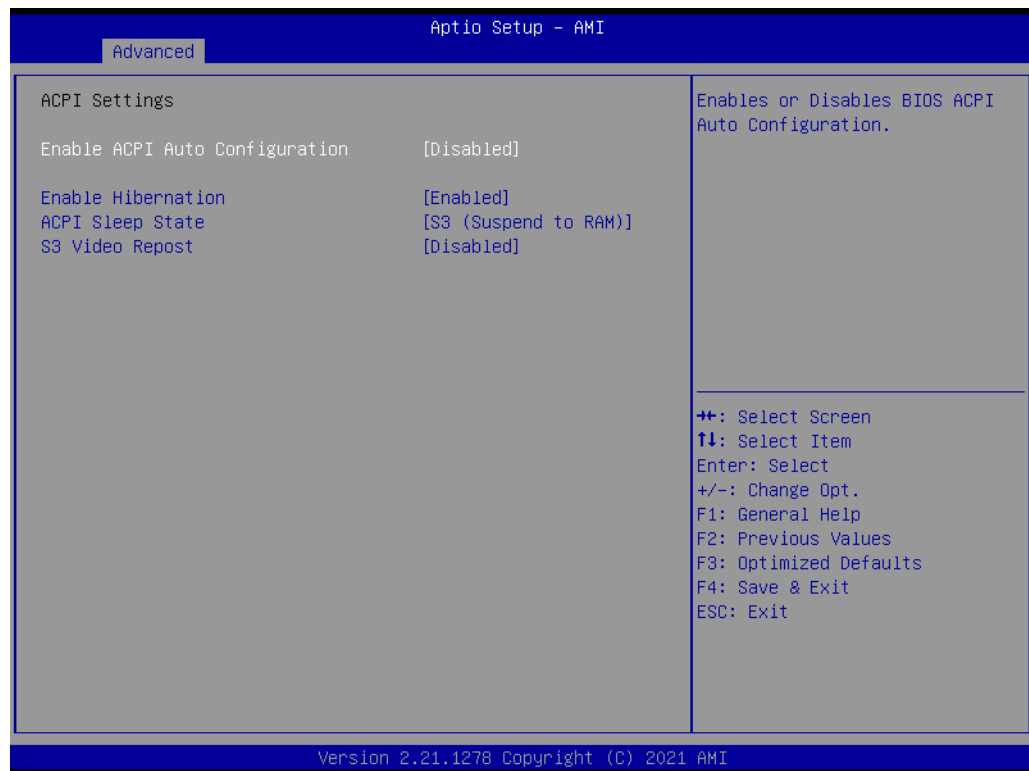 Aptio Setup – AMI
Advanced
ACPI Settings
Enable ACPI Auto Configuration [Disabled]
Enable Hibernation [Enabled]
ACPI Sleep State [S3 (Suspend to RAM)]
S3 Video Repost [Disabled]
Enables or Disables BIOS ACPI
Auto Configuration.
→←: Select Screen
↑↓: Select Item
Enter: Select
+/-: Change Opt.
F1: General Help
F2: Previous Values
F3: Optimized Defaults
F4: Save & Exit
ESC: Exit
Version 2.21.1278 Copyright (C) 2021 AMI